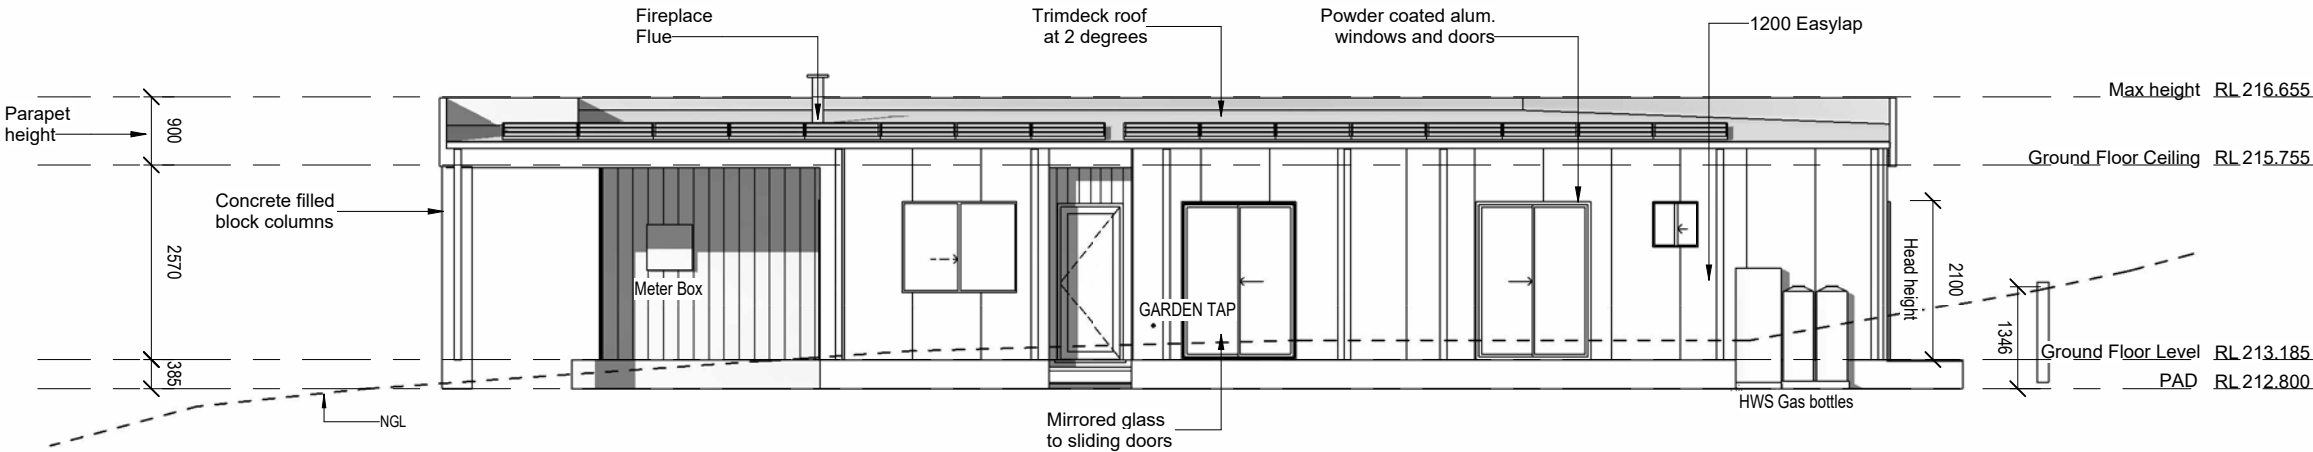 Fireplace
Flue
Trimdeck roof
at 2 degrees
Powder coated alum.
windows and doors
1200 Easylap
Parapet
height
900
Max height RL 216.655
Ground Floor Ceiling RL 215.755
Concrete filled
block columns
2570
Meter Box
GARDEN TAP
Head height
2100
1346
385
Ground Floor Level RL 213.185
PAD RL 212.800
HWS Gas bottles
NGL
Mirrored glass
to sliding doors